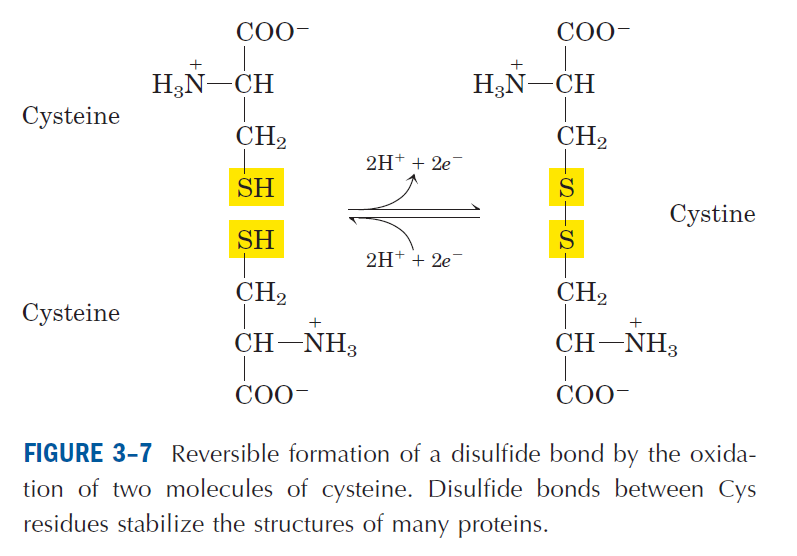 COO⁻ COO⁻
H₃N⁺—CH H₃N⁺—CH
Cysteine
CH₂ CH₂
2H⁺ + 2e⁻
SH S
Cystine
SH S
2H⁺ + 2e⁻
CH₂ CH₂
Cysteine
CH—N⁺H₃ CH—N⁺H₃
COO⁻ COO⁻
FIGURE 3–7 Reversible formation of a disulfide bond by the oxida-
tion of two molecules of cysteine. Disulfide bonds between Cys
residues stabilize the structures of many proteins.